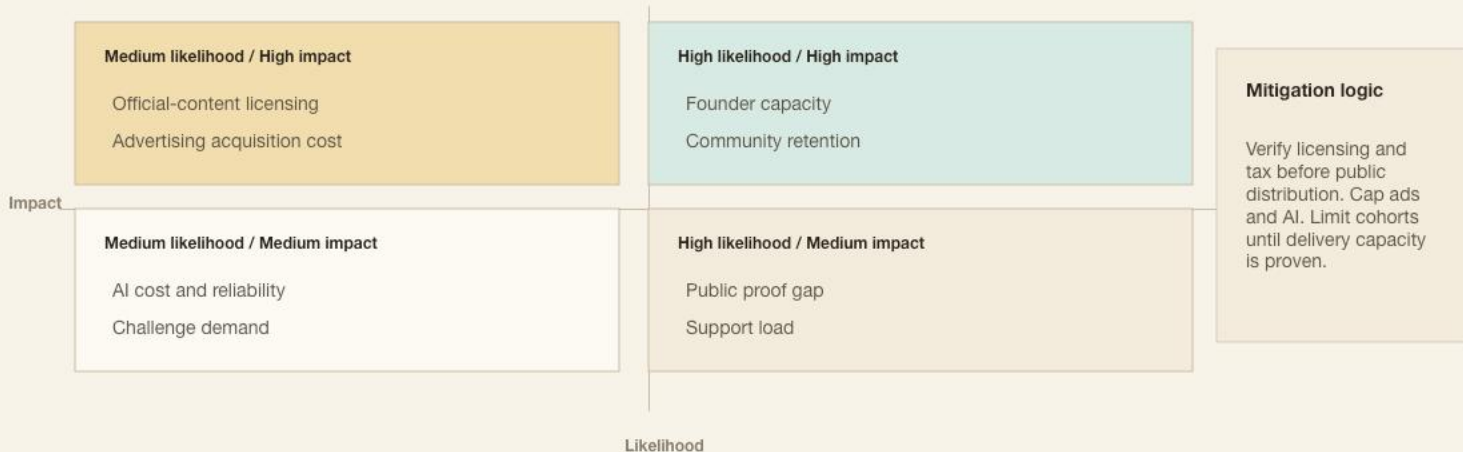 Medium likelihood / High impact
Official-content licensing
Advertising acquisition cost
High likelihood / High impact
Founder capacity
Community retention
Mitigation logic
Verify licensing and
tax before public
distribution. Cap ads
and AI. Limit cohorts
until delivery capacity
is proven.
Impact
Medium likelihood / Medium impact
AI cost and reliability
Challenge demand
High likelihood / Medium impact
Public proof gap
Support load
Likelihood